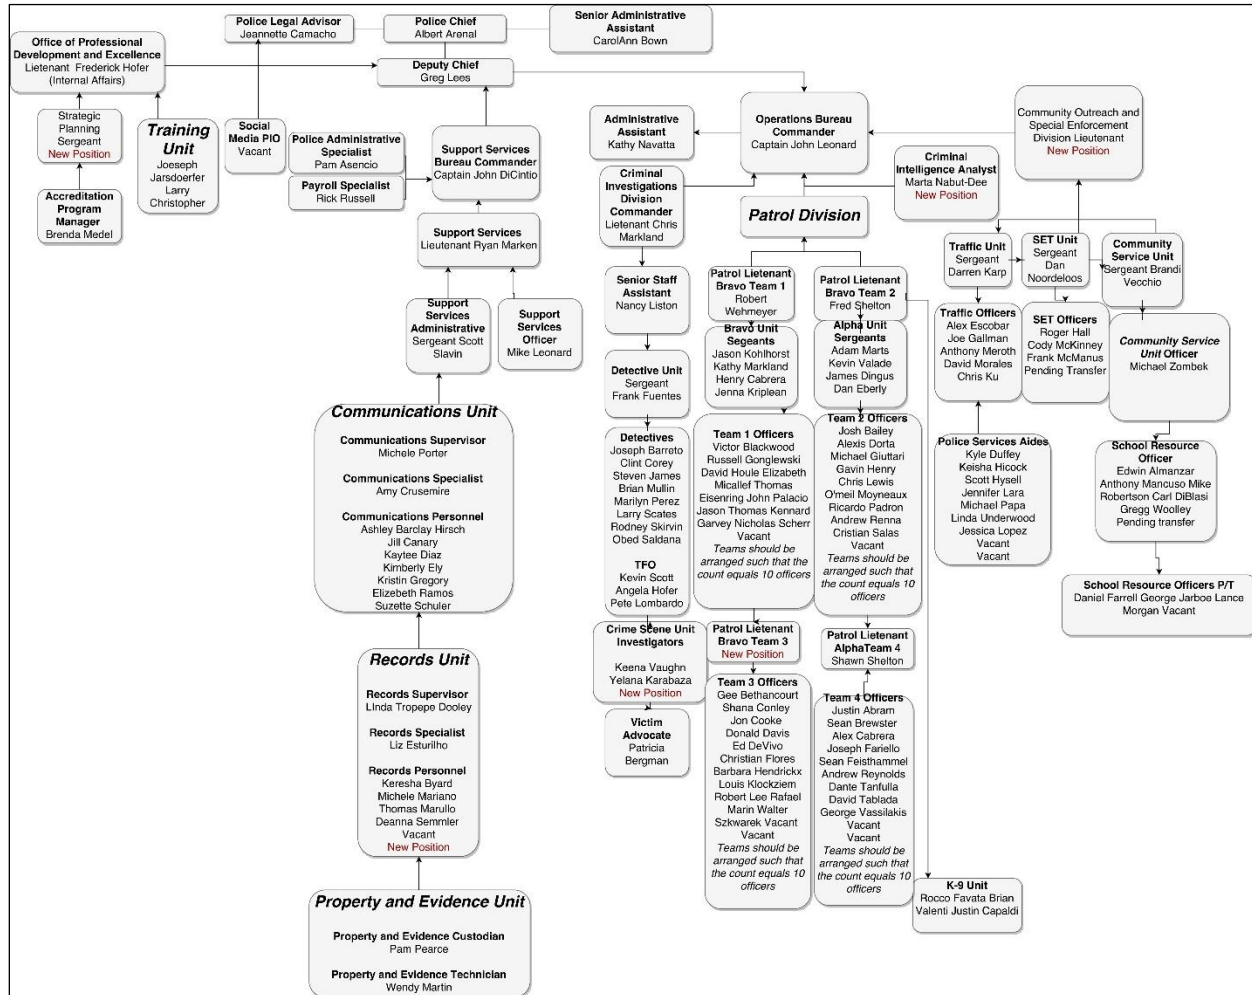 Police Legal Advisor
Jeannette Camacho
Police Chief
Albert Arenal
Senior Administrative
Assistant
CarolAnn Bown
Office of Professional
Development and Excellence
Lietenant Frederick Hofer
(Internal Affairs)
Deputy Chief
Greg Lees
Strategic
Planning
Sergeant
New Position
Training
Unit
Joeseph
Jarsdoerfer
Larry
Christopher
Social
Media PIO
Vacant
Police Administrative
Specialist
Pam Asencio
Payroll Specialist
Rick Russell
Support Services
Bureau Commander
Captain John DiCintio
Administrative
Assistant
Kathy Navatta
Operations Bureau
Commander
Captain John Leonard
Community Outreach and
Special Enforcement
Division Lieutenant
New Position
Criminal
Intelligence Analyst
Marta Nabut-Dee
New Position
Criminal
Investigations
Division
Commander
Lietenant Chris
Markland
Patrol Division
Accreditation
Program
Manager
Brenda Medel
Support Services
Lieutenant Ryan Marken
Traffic Unit
Sergeant
Darren Karp
SET Unit
Sergeant
Dan
Noordeloos
Community
Service Unit
Sergeant Brandi
Vecchio
Senior Staff
Assistant
Nancy Liston
Patrol Lietenant
Bravo Team 1
Robert
Wehmeyer
Patrol Lietenant
Bravo Team 2
Fred Shelton
Support
Services
Administrative
Sergeant Scott
Slavin
Support
Services
Officer
Mike Leonard
Traffic Officers
Alex Escobar
Joe Gallman
Anthony Meroth
David Morales
Chris Ku
SET Officers
Roger Hall
Cody McKinney
Frank McManus
Pending Transfer
Community Service
Unit Officer
Michael Zombek
Bravo Unit
Segeants
Jason Kohlhorst
Kathy Markland
Henry Cabrera
Jenna Kriplean
Alpha Unit
Sergeants
Adam Marts
Kevin Valade
James Dingus
Dan Eberly
Detective Unit
Sergeant
Frank Fuentes
Communications Unit
Communications Supervisor
Michele Porter
Communications Specialist
Amy Crusemire
Communications Personnel
Ashley Barclay Hirsch
Jill Canary
Kaytee Diaz
Kimberly Ely
Kristin Gregory
Elizebeth Ramos
Suzette Schuler
Detectives
Joseph Barreto
Clint Corey
Steven James
Brian Mullin
Marilyn Perez
Larry Scates
Rodney Skirvin
Obed Saldana
TFO
Kevin Scott
Angela Hofer
Pete Lombardo
Team 1 Officers
Victor Blackwood
Russell Gonglewski
David Houle Elizabeth
Micallef Thomas
Eisenring John Palacio
Jason Thomas Kennard
Garvey Nicholas Scherr
Vacant
Teams should be
arranged such that the
count equals 10 officers
Team 2 Officers
Josh Bailey
Alexis Dorta
Michael Giuttari
Gavin Henry
Chris Lewis
O'meil Moyneaux
Ricardo Padron
Andrew Renna
Cristian Salas
Vacant
Teams should be
arranged such that
the count equals 10
officers
Police Services Aides
Kyle Duffey
Keisha Hicock
Scott Hysell
Jennifer Lara
Michael Papa
Linda Underwood
Jessica Lopez
Vacant
Vacant
School Resource
Officer
Edwin Almanzar
Anthony Mancuso Mike
Robertson Carl DiBlasi
Gregg Woolley
Pending transfer
School Resource Officers P/T
Daniel Farrell George Jarboe Lance
Morgan Vacant
Crime Scene Unit
Investigators
Keena Vaughn
Yelana Karabaza
New Position
Patrol Lietenant
Bravo Team 3
New Position
Patrol Lietenant
AlphaTeam 4
Shawn Shelton
Records Unit
Records Supervisor
LInda Tropepe Dooley
Records Specialist
Liz Esturilho
Records Personnel
Keresha Byard
Michele Mariano
Thomas Marullo
Deanna Semmler
Vacant
New Position
Victim
Advocate
Patricia
Bergman
Team 3 Officers
Gee Bethancourt
Shana Conley
Jon Cooke
Donald Davis
Ed DeVivo
Christian Flores
Barbara Hendrickx
Louis Klockziem
Robert Lee Rafael
Marin Walter
Szkwarek Vacant
Vacant
Teams should be
arranged such that
the count equals 10
officers
Team 4 Officers
Justin Abram
Sean Brewster
Alex Cabrera
Joseph Fariello
Sean Feisthammel
Andrew Reynolds
Dante Tanfulla
David Tablada
George Vassilakis
Vacant
Vacant
Teams should be
arranged such that
the count equals 10
officers
K-9 Unit
Rocco Favata Brian
Valenti Justin Capaldi
Property and Evidence Unit
Property and Evidence Custodian
Pam Pearce
Property and Evidence Technician
Wendy Martin